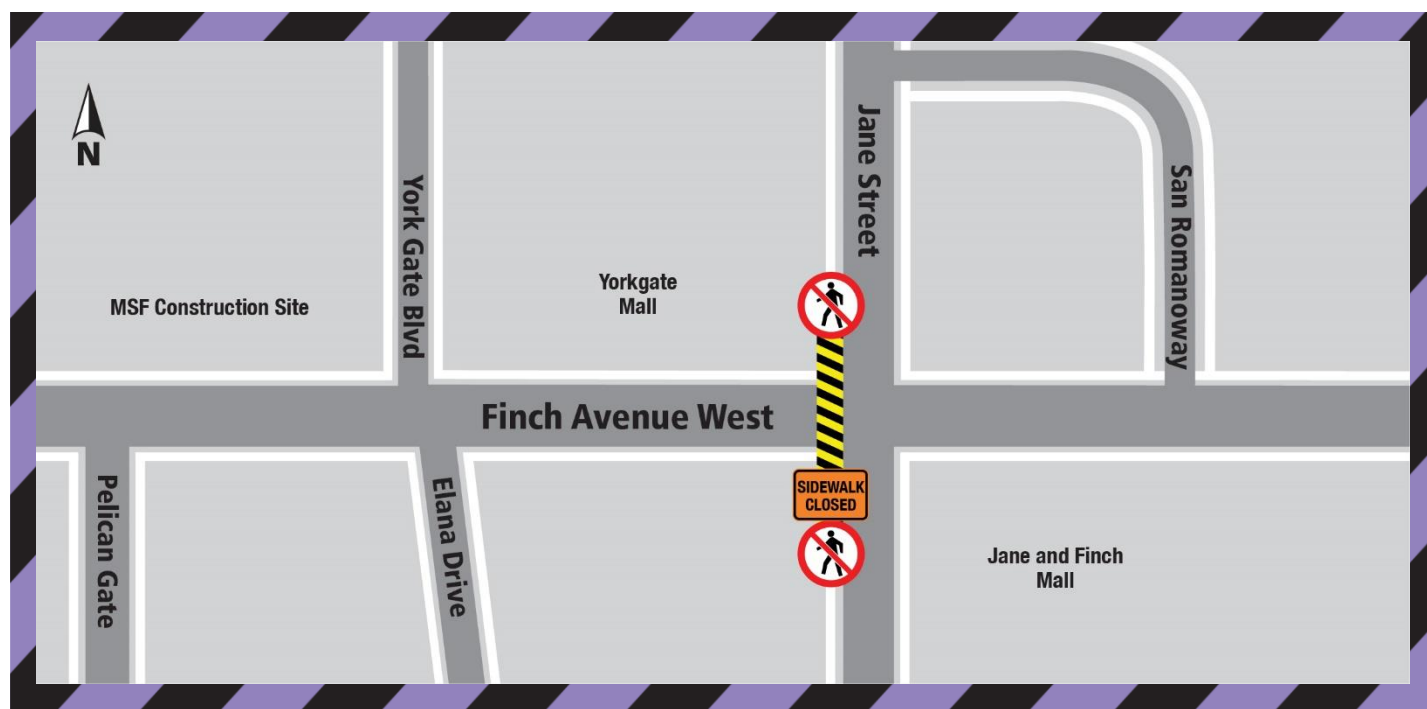 N
York Gate Blvd
Jane Street
San Romanoway
MSF Construction Site
Yorkgate
Mall
Finch Avenue West
Pelican Gate
Elana Drive
SIDEWALK
CLOSED
Jane and Finch
Mall